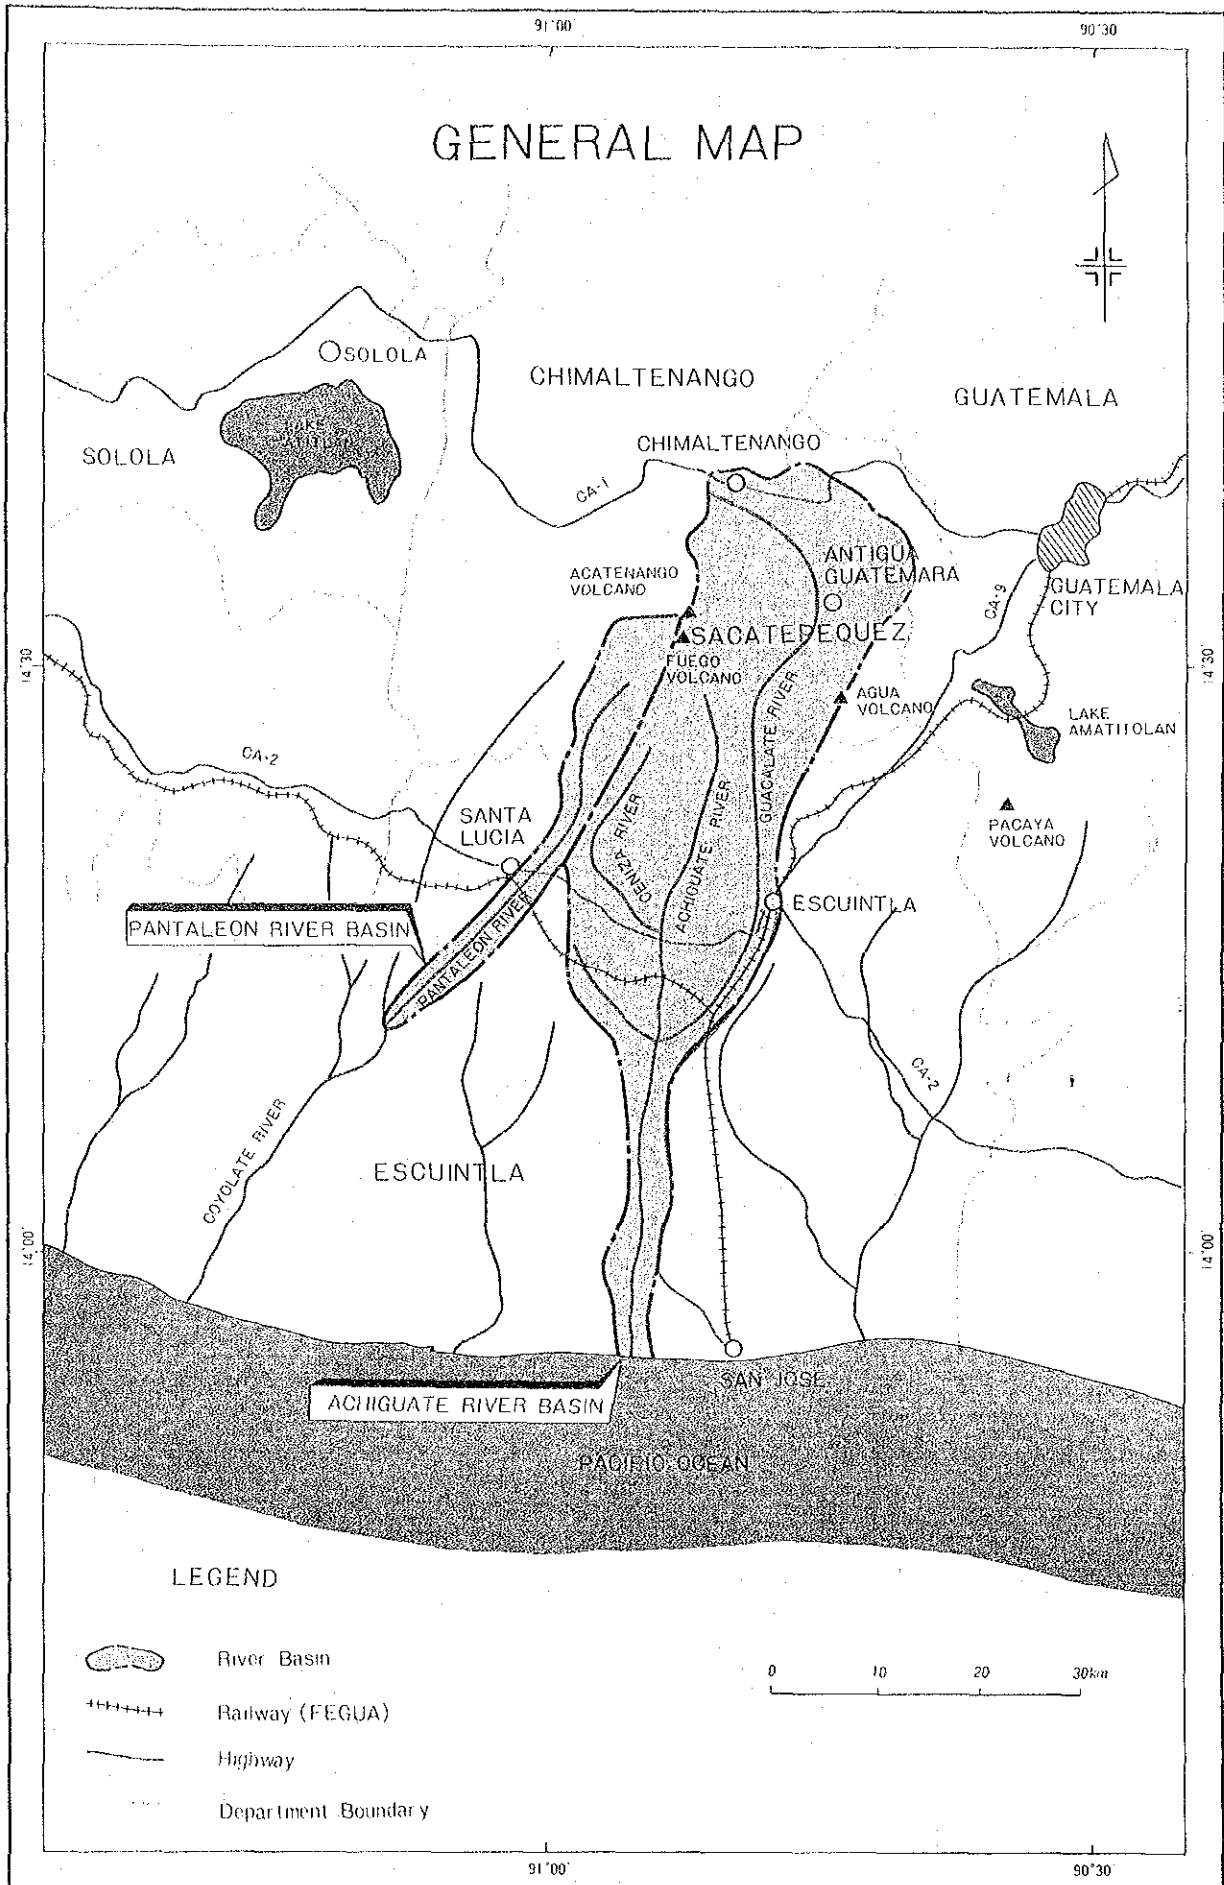 91°00'
90°30
GENERAL MAP
SOLOLA
CHIMALTENANGO
GUATEMALA
LAKE
ATITLAN
SOLOLA
CHIMALTENANGO
CA-1
ANTIGUA
GUATEMARA
ACATENANGO
VOLCANO
GUATEMALA
CITY
CA-9
SACATEPEQUEZ
14°30
14°30
FUEGO
VOLCANO
AGUA
VOLCANO
LAKE
AMATITOLAN
GUACALATE RIVER
CA-2
SANTA
LUCIA
CENIZA RIVER
ACHIGUATE RIVER
PACAYA
VOLCANO
ESCUINTLA
PANTALEON RIVER BASIN
PANTALEON RIVER
CA-2
COYOLATE RIVER
ESCUINTLA
14°00'
14°00'
SAN JOSE
ACHIGUATE RIVER BASIN
PACIFIC OCEAN
LEGEND
River Basin
0 10 20 30km
Railway (FEGUA)
Highway
Department Boundary
91°00'
90°30'